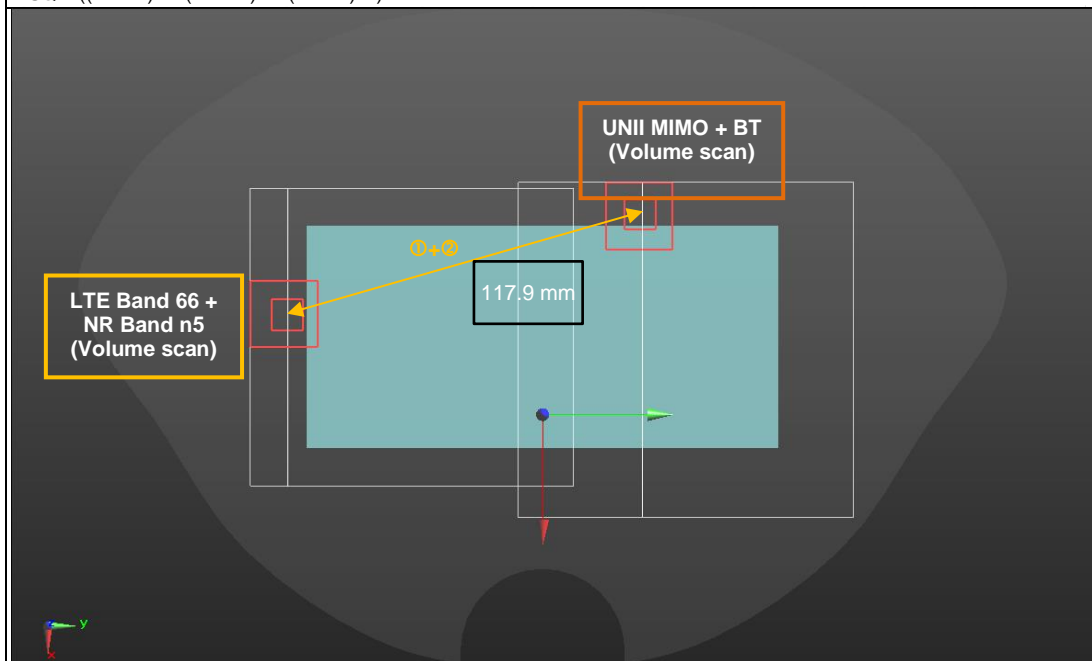 UNII MIMO + BT
(Volume scan)
①+②
117.9 mm
LTE Band 66 +
NR Band n5
(Volume scan)
y
x